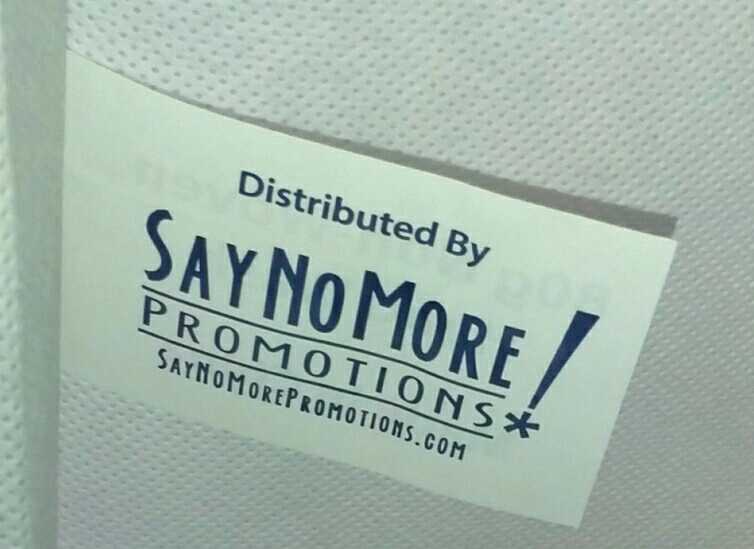 Distributed By
SAYNOMORE!
PROMOTIONS*
SAYNOMOREPROMOTIONS.COM